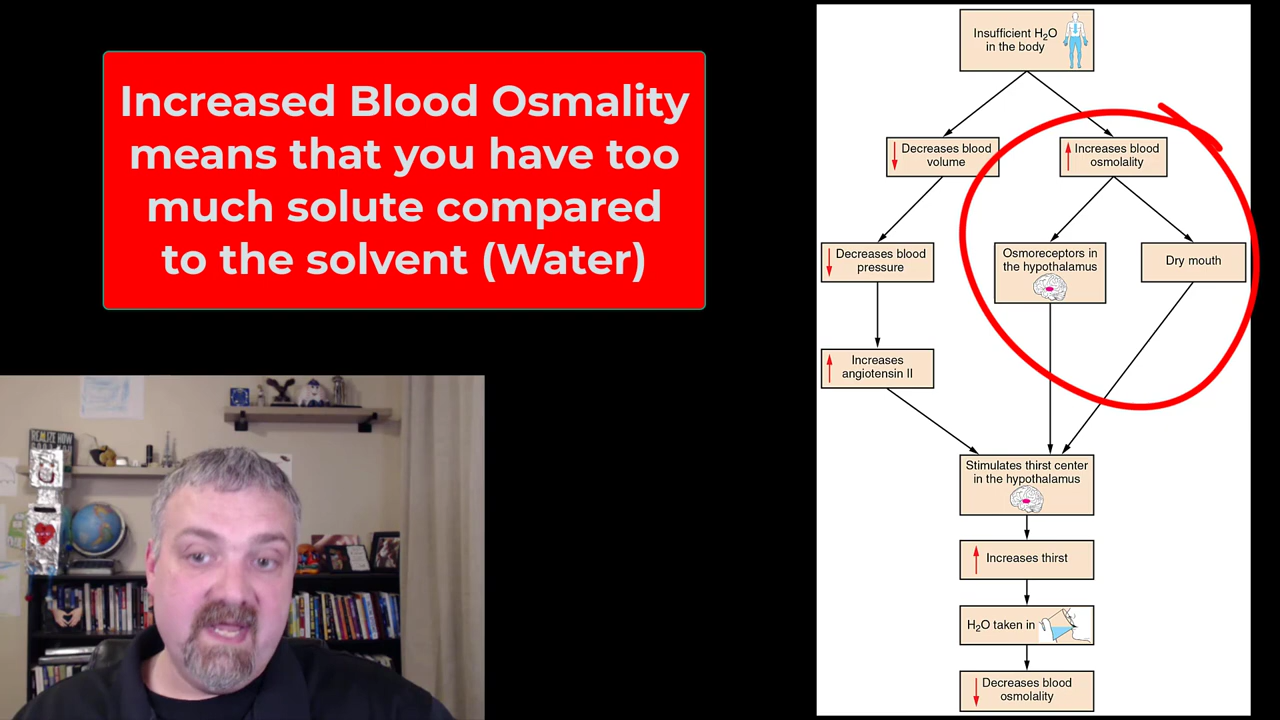 Increased Blood Osmality
means that you have too
much solute compared
to the solvent (Water)
Insufficient H₂O
in the body
Decreases blood
volume
Increases blood
osmolality
Decreases blood
pressure
Osmoreceptors in
the hypothalamus
Dry mouth
Increases
angiotensin II
Stimulates thirst center
in the hypothalamus
Increases thirst
H₂O taken in
Decreases blood
osmolality
REALIZE HOW